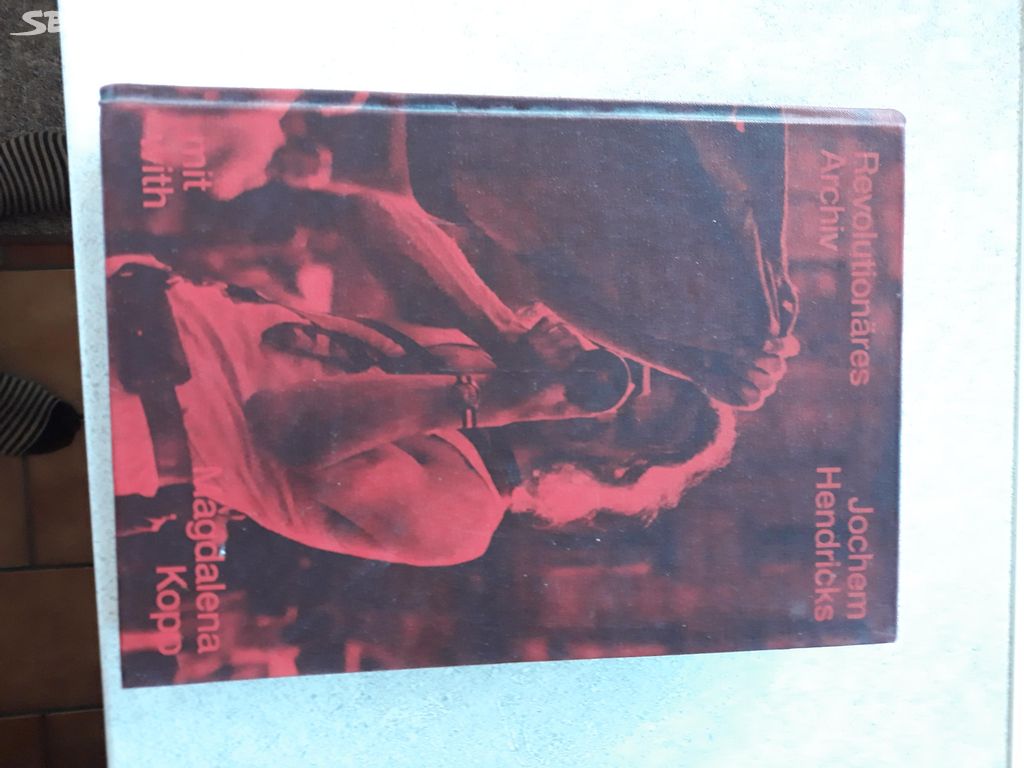 Revolutionäres
Archiv
Jochem
Hendricks
mit
with
Magdalena
Kopp